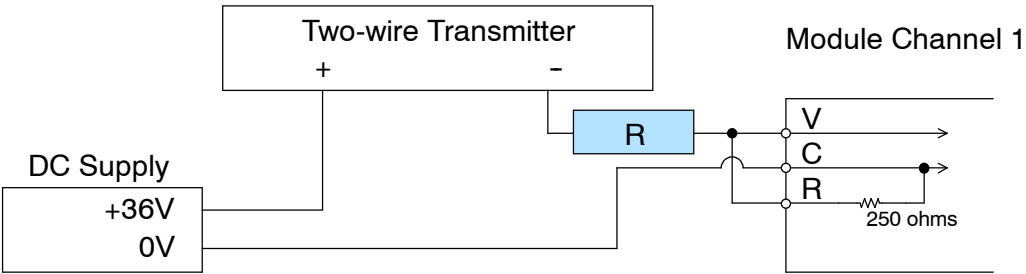 Two-wire Transmitter
+ −
Module Channel 1
R
V
DC Supply
C
+36V
R
250 ohms
0V